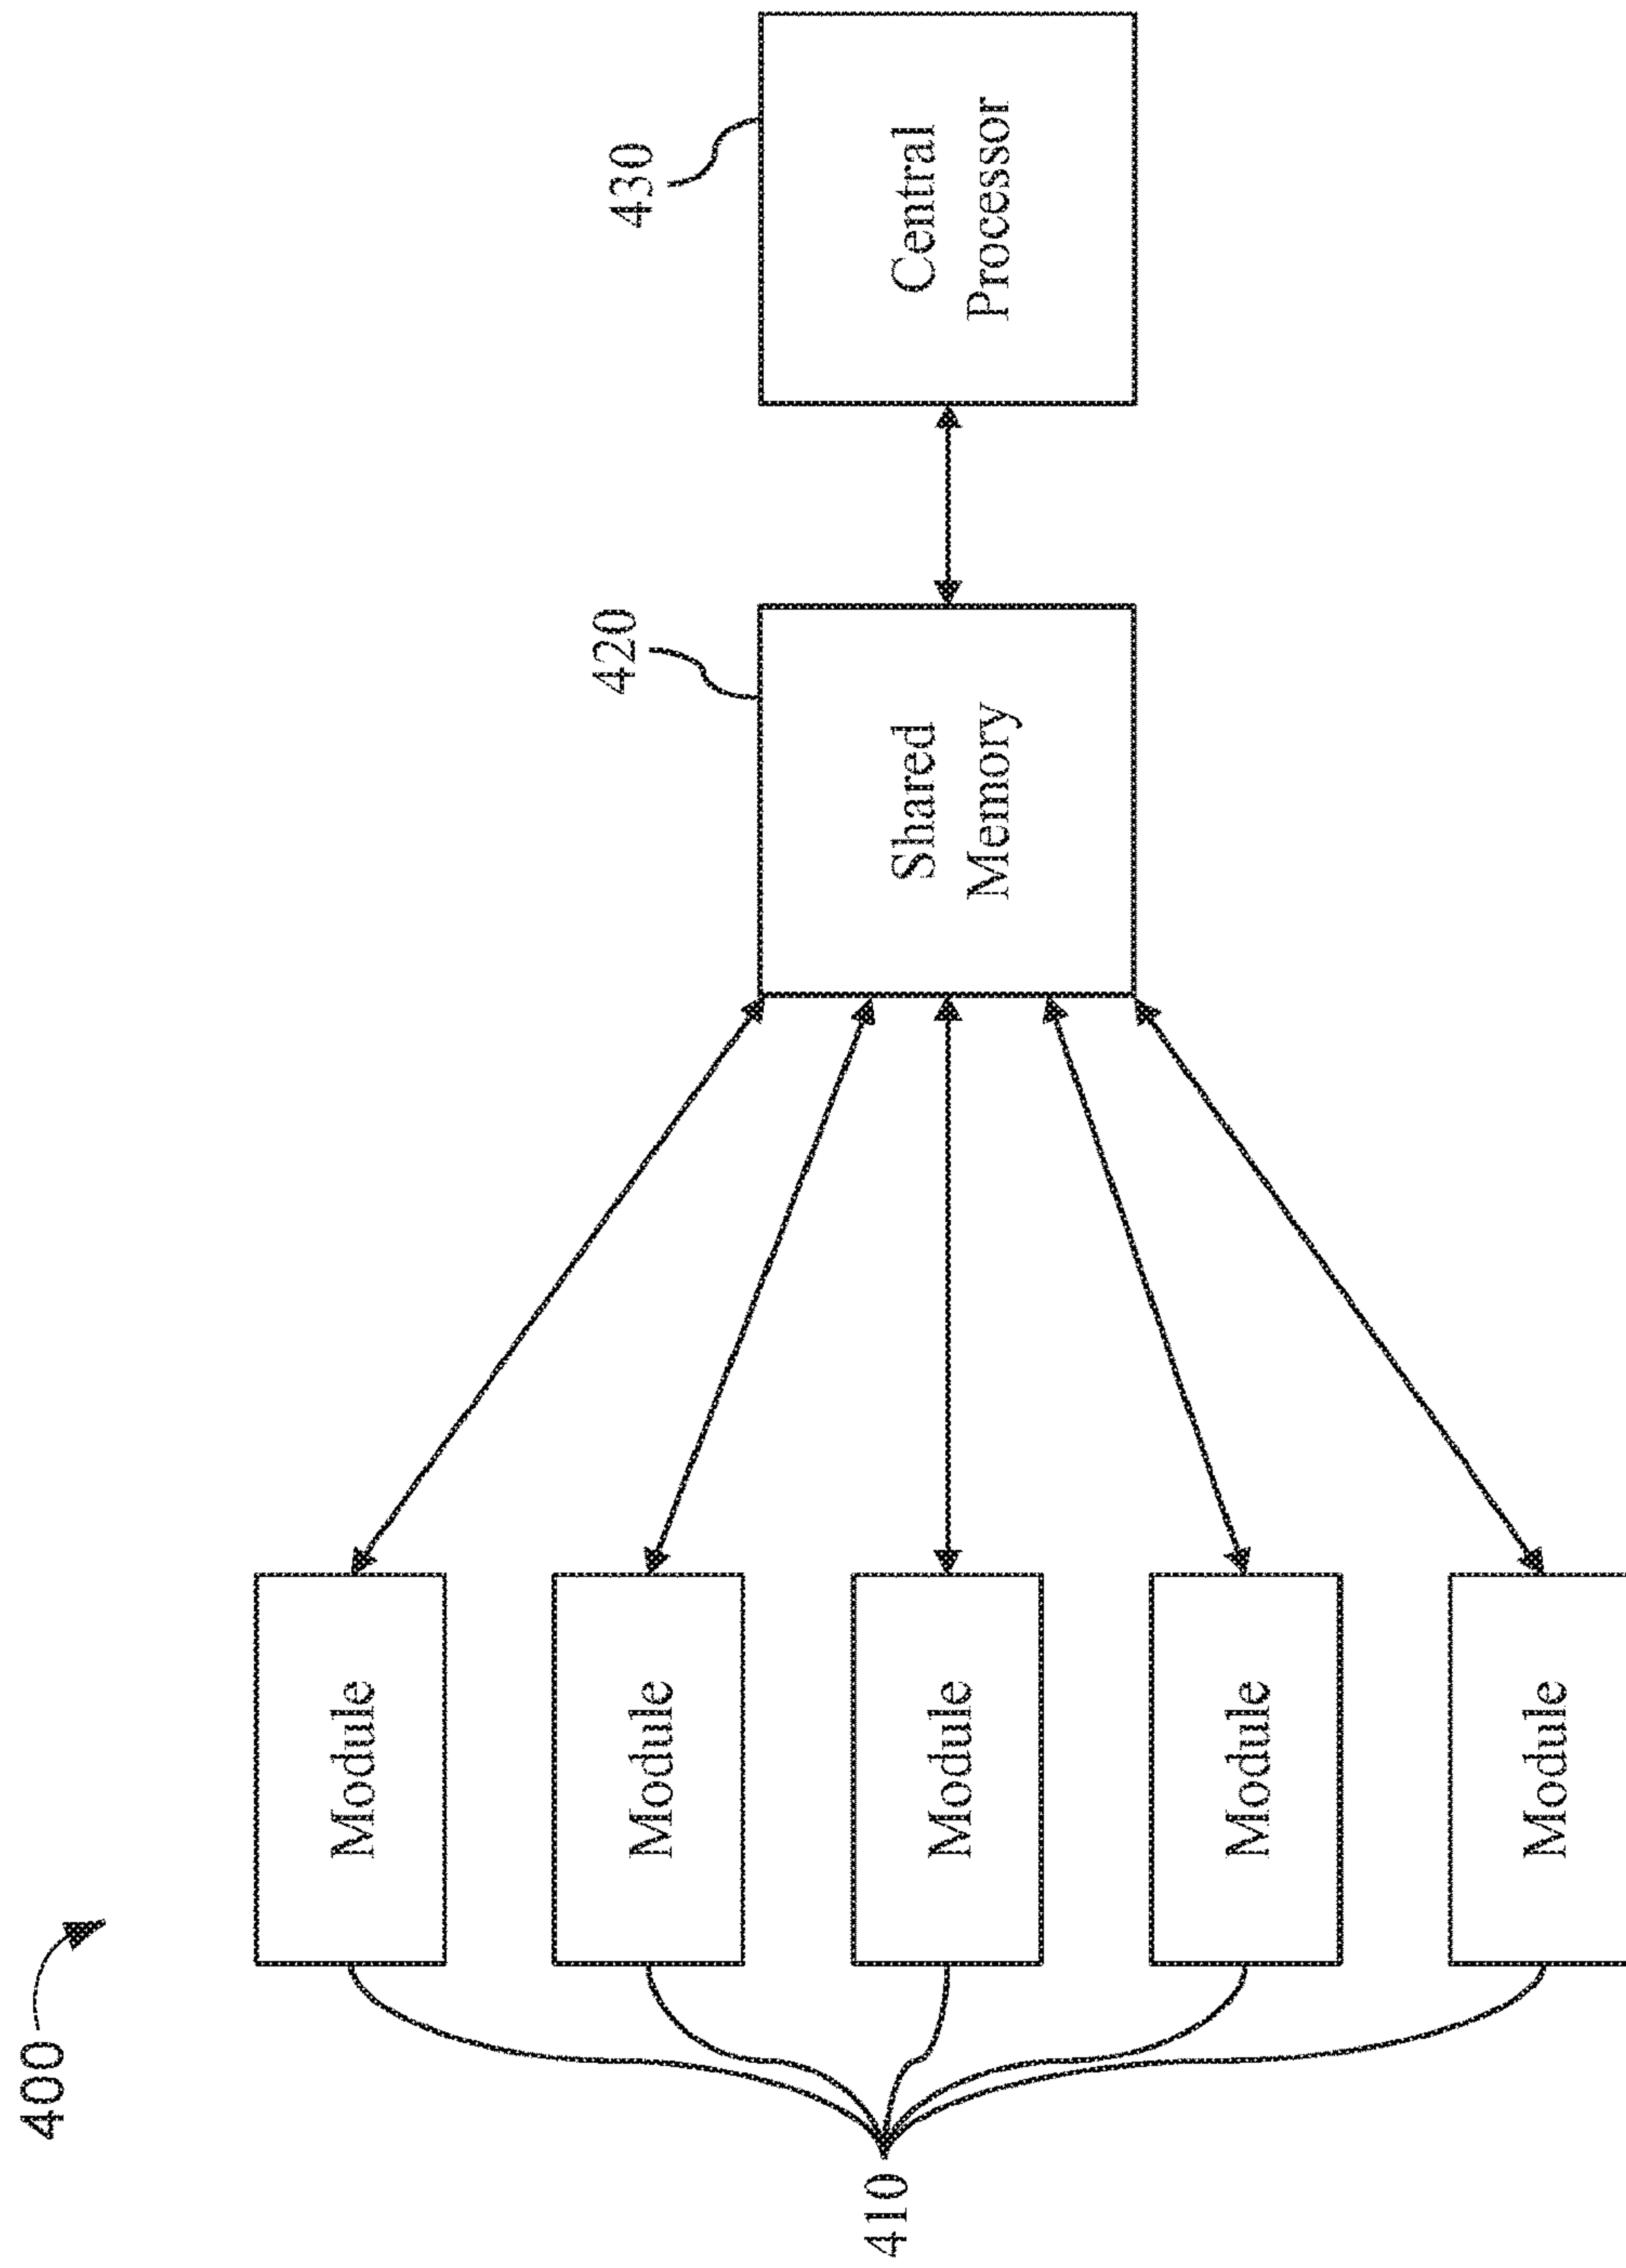 400
410
Module
Module
Module
Module
Module
420
Shared
Memory
430
Central
Processor